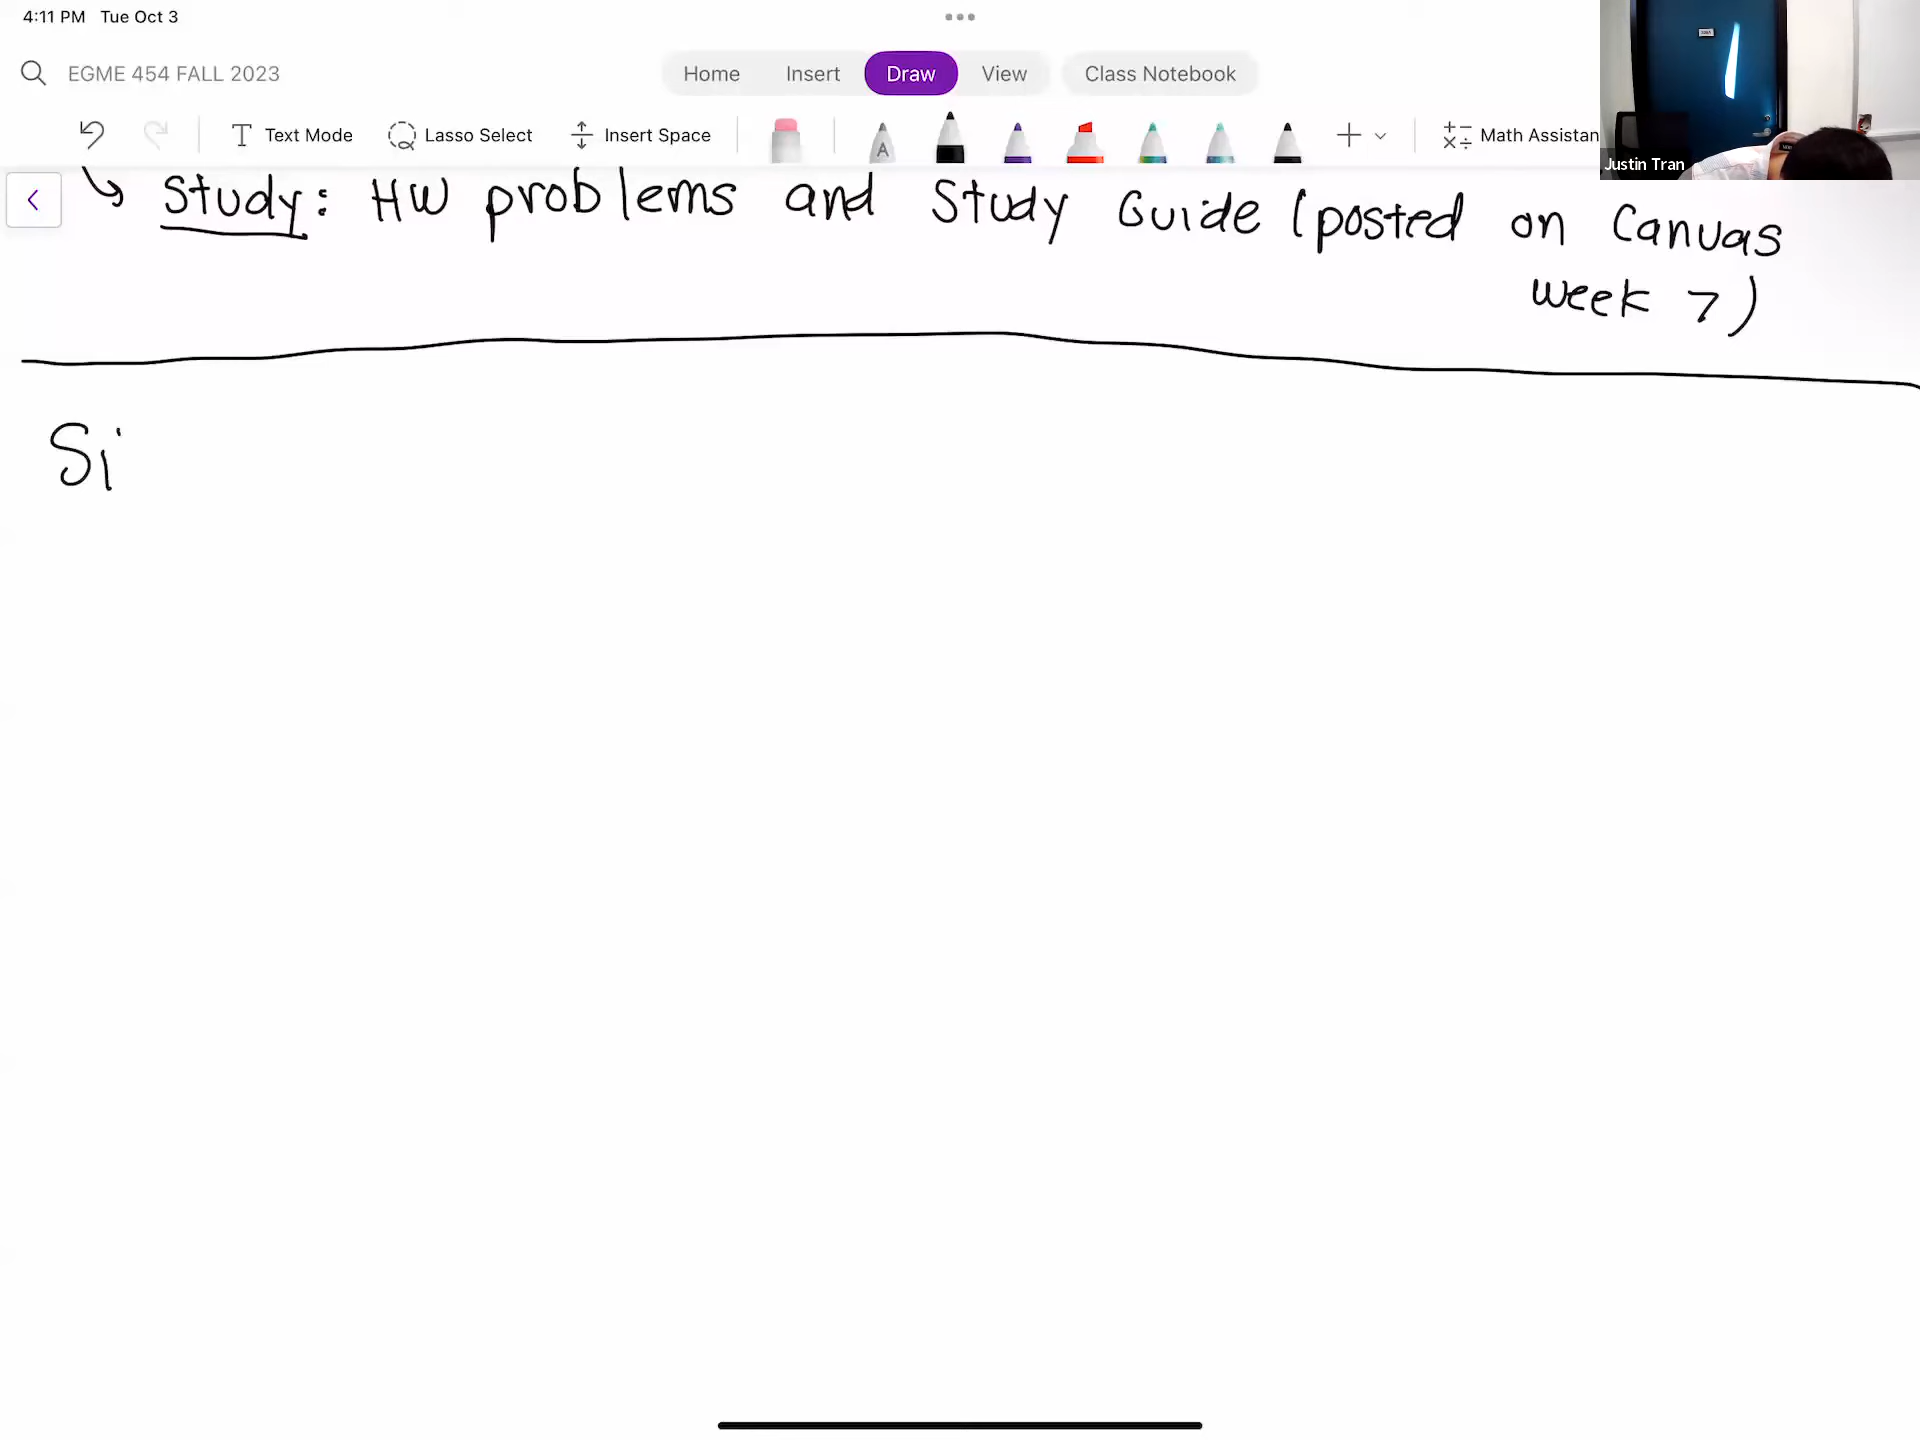 4:11 PM Tue Oct 3
EGME 454 FALL 2023
Home Insert Draw View Class Notebook
Text Mode Lasso Select Insert Space A Math Assistan
Justin Tran
Study: HW problems and Study Guide (posted on Canvas
week 7)
Si